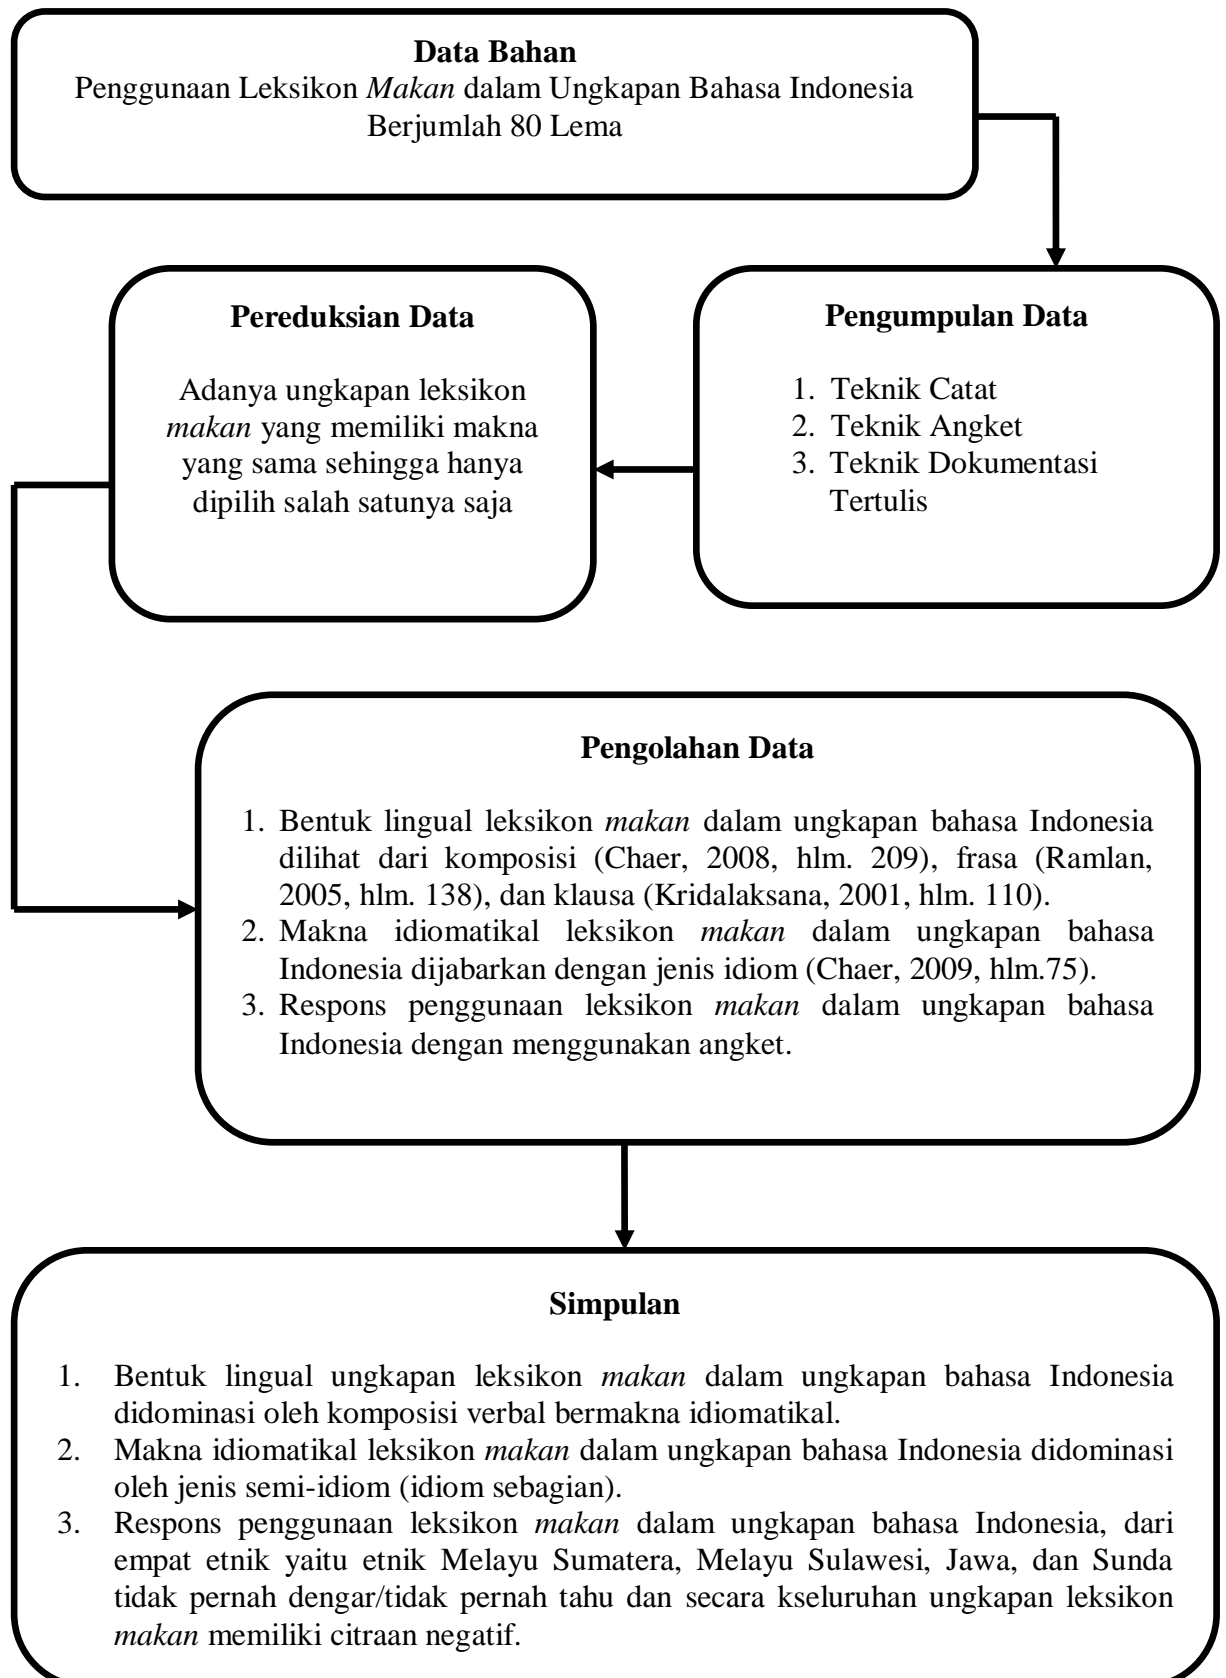 Data Bahan
Penggunaan Leksikon Makan dalam Ungkapan Bahasa Indonesia
Berjumlah 80 Lema
Pengumpulan Data
1. Teknik Catat
2. Teknik Angket
3. Teknik Dokumentasi
Tertulis
Pereduksian Data
Adanya ungkapan leksikon
makan yang memiliki makna
yang sama sehingga hanya
dipilih salah satunya saja
Pengolahan Data
1. Bentuk lingual leksikon makan dalam ungkapan bahasa Indonesia
dilihat dari komposisi (Chaer, 2008, hlm. 209), frasa (Ramlan,
2005, hlm. 138), dan klausa (Kridalaksana, 2001, hlm. 110).
2. Makna idiomatikal leksikon makan dalam ungkapan bahasa
Indonesia dijabarkan dengan jenis idiom (Chaer, 2009, hlm.75).
3. Respons penggunaan leksikon makan dalam ungkapan bahasa
Indonesia dengan menggunakan angket.
Simpulan
1. Bentuk lingual ungkapan leksikon makan dalam ungkapan bahasa Indonesia
didominasi oleh komposisi verbal bermakna idiomatikal.
2. Makna idiomatikal leksikon makan dalam ungkapan bahasa Indonesia didominasi
oleh jenis semi-idiom (idiom sebagian).
3. Respons penggunaan leksikon makan dalam ungkapan bahasa Indonesia, dari
empat etnik yaitu etnik Melayu Sumatera, Melayu Sulawesi, Jawa, dan Sunda
tidak pernah dengar/tidak pernah tahu dan secara kseluruhan ungkapan leksikon
makan memiliki citraan negatif.